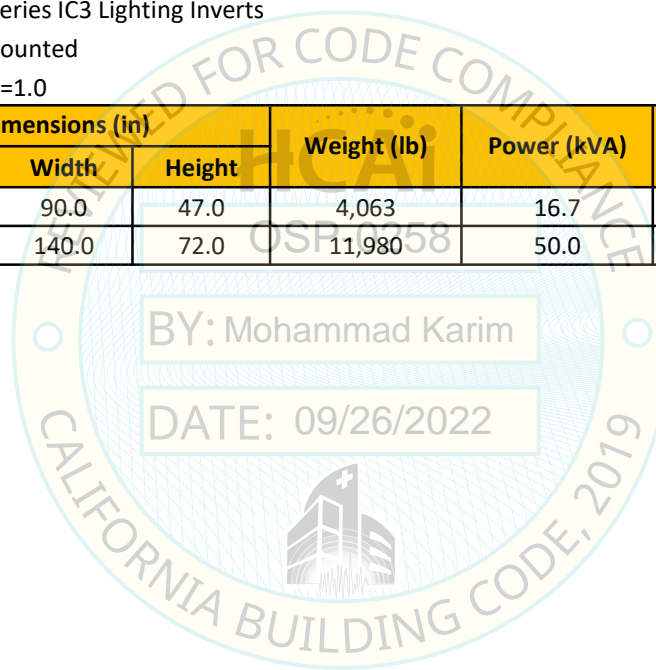 eries IC3 Lighting Inverts
ounted
=1.0
mensions (in) Weight (lb) Power (kVA)
Width Height
90.0 47.0 4,063 16.7
140.0 72.0 11,980 50.0
REVIEWED FOR CODE COMPLIANCE
HCAi
OSP-0258
BY: Mohammad Karim
DATE: 09/26/2022
CALIFORNIA BUILDING CODE, 2019